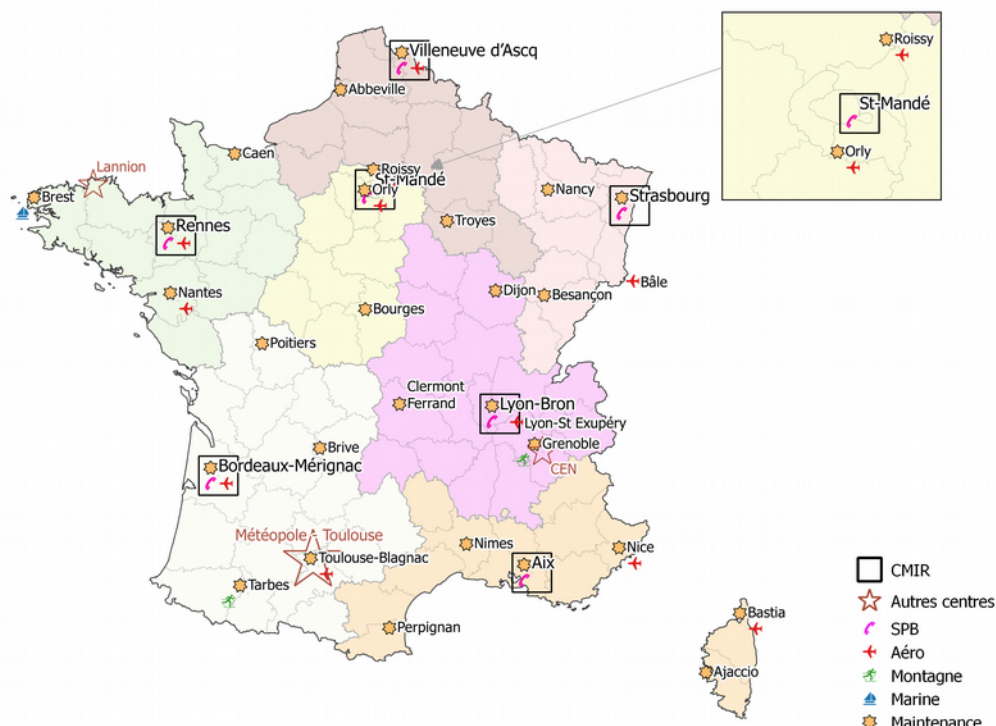 Villeneuve d'Ascq
Abbeville
Roissy
St-Mandé
Orly
Caen
Lannion
Brest
Rennes
Roissy
St-Mandé
Orly
Nancy
Strasbourg
Troyes
Nantes
Bâle
Dijon
Besançon
Bourges
Poitiers
Clermont
Ferrand
Lyon-Bron
Lyon-St Exupéry
Grenoble
CEN
Brive
Bordeaux-Mérignac
Météopole - Toulouse
Toulouse-Blagnac
Nimes
Nice
Aix
Tarbes
Perpignan
Bastia
Ajaccio
CMIR
Autres centres
SPB
Aéro
Montagne
Marine
Maintenance